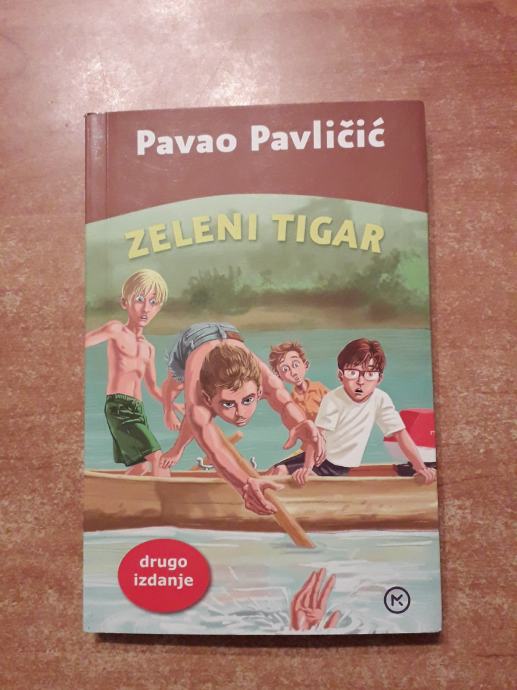 Pavao Pavličić
ZELENI TIGAR
drugo
izdanje